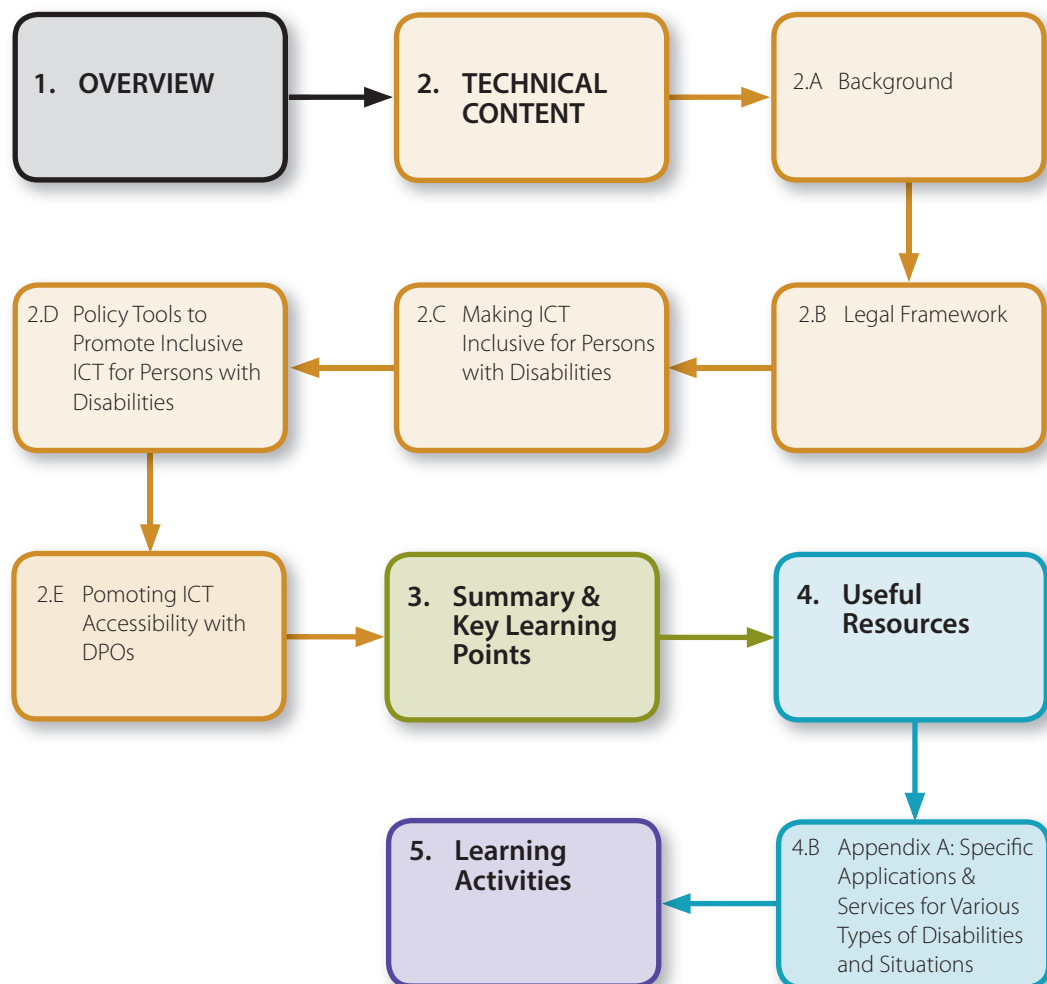 1. OVERVIEW
2. TECHNICAL
CONTENT
2.A Background
2.B Legal Framework
2.C Making ICT
Inclusive for Persons
with Disabilities
2.D Policy Tools to
Promote Inclusive
ICT for Persons with
Disabilities
2.E Pomoting ICT
Accessibility with
DPOs
3. Summary &
Key Learning
Points
4. Useful
Resources
4.B Appendix A: Specific
Applications &
Services for Various
Types of Disabilities
and Situations
5. Learning
Activities